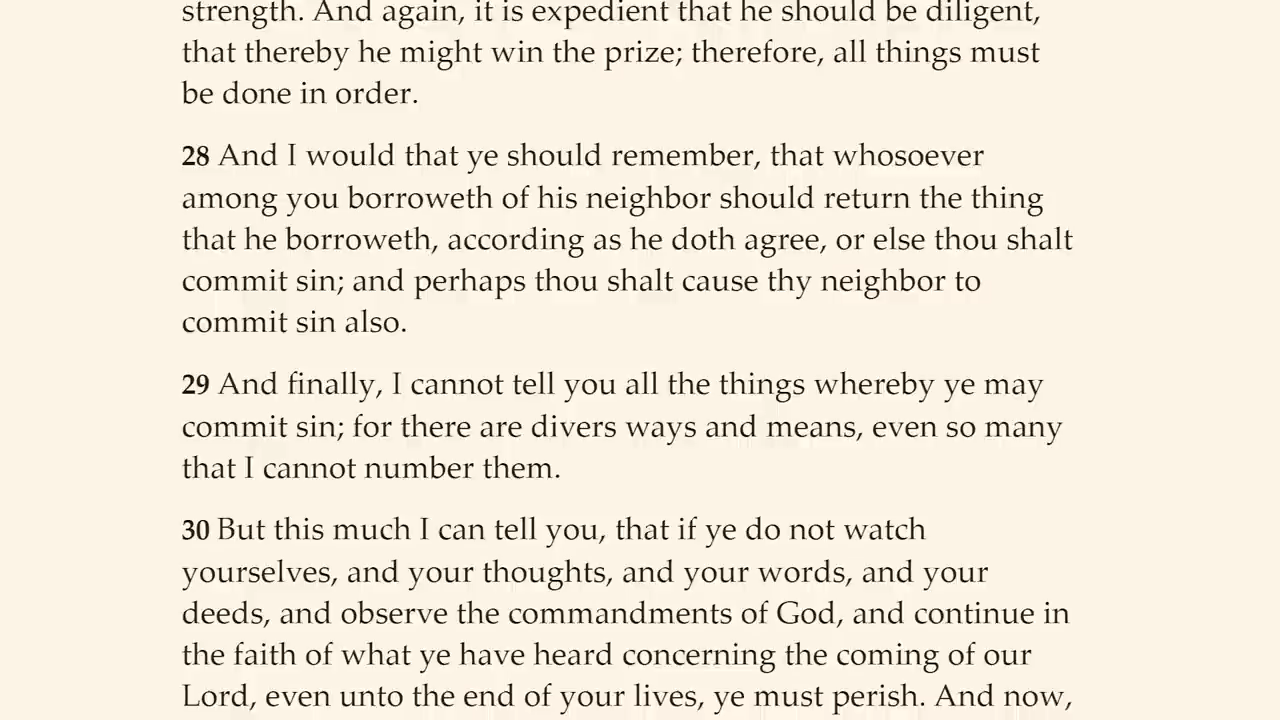 strength. And again, it is expedient that he should be diligent,
that thereby he might win the prize; therefore, all things must
be done in order.
28 And I would that ye should remember, that whosoever
among you borroweth of his neighbor should return the thing
that he borroweth, according as he doth agree, or else thou shalt
commit sin; and perhaps thou shalt cause thy neighbor to
commit sin also.
29 And finally, I cannot tell you all the things whereby ye may
commit sin; for there are divers ways and means, even so many
that I cannot number them.
30 But this much I can tell you, that if ye do not watch
yourselves, and your thoughts, and your words, and your
deeds, and observe the commandments of God, and continue in
the faith of what ye have heard concerning the coming of our
Lord, even unto the end of your lives, ye must perish. And now,